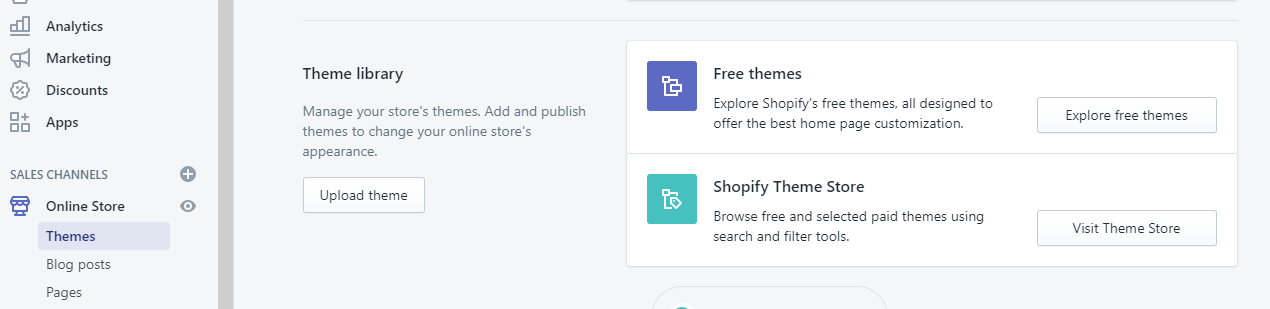 Analytics
Marketing
Discounts
Apps
SALES CHANNELS
Online Store
Themes
Blog posts
Pages
Theme library
Manage your store's themes. Add and publish
themes to change your online store's
appearance.
Upload theme
Free themes
Explore Shopify's free themes, all designed to
offer the best home page customization.
Explore free themes
Shopify Theme Store
Browse free and selected paid themes using
search and filter tools.
Visit Theme Store